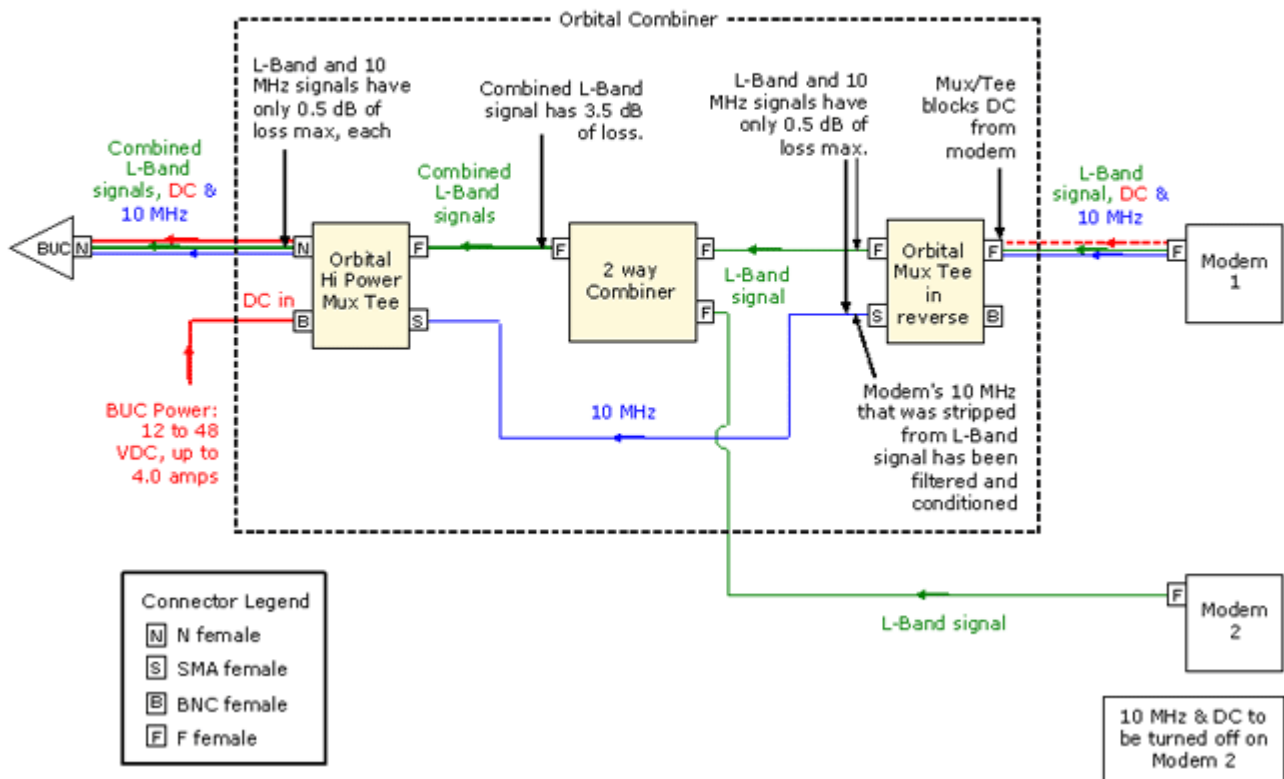 Orbital Combiner
L-Band and 10
MHz signals have
only 0.5 dB of
loss max, each
Combined L-Band
signal has 3.5 dB
of loss.
L-Band and 10
MHz signals have
only 0.5 dB of
loss max.
Mux/Tee
blocks DC
from
modem
Combined
L-Band
signals, DC &
10 MHz
Combined
L-Band
signals
L-Band
signal, DC &
10 MHz
BUC
N
N
Orbital
Hi Power
Mux Tee
F
F
2 way
Combiner
F
L-Band
signal
F
Orbital
Mux Tee
in
reverse
F
F
Modem
1
DC in
B
S
F
S
B
BUC Power:
12 to 48
VDC, up to
4.0 amps
10 MHz
Modem's 10 MHz
that was stripped
from L-Band
signal has been
filtered and
conditioned
Connector Legend
N N female
S SMA female
B BNC female
F F female
L-Band signal
F
Modem
2
10 MHz & DC to
be turned off on
Modem 2